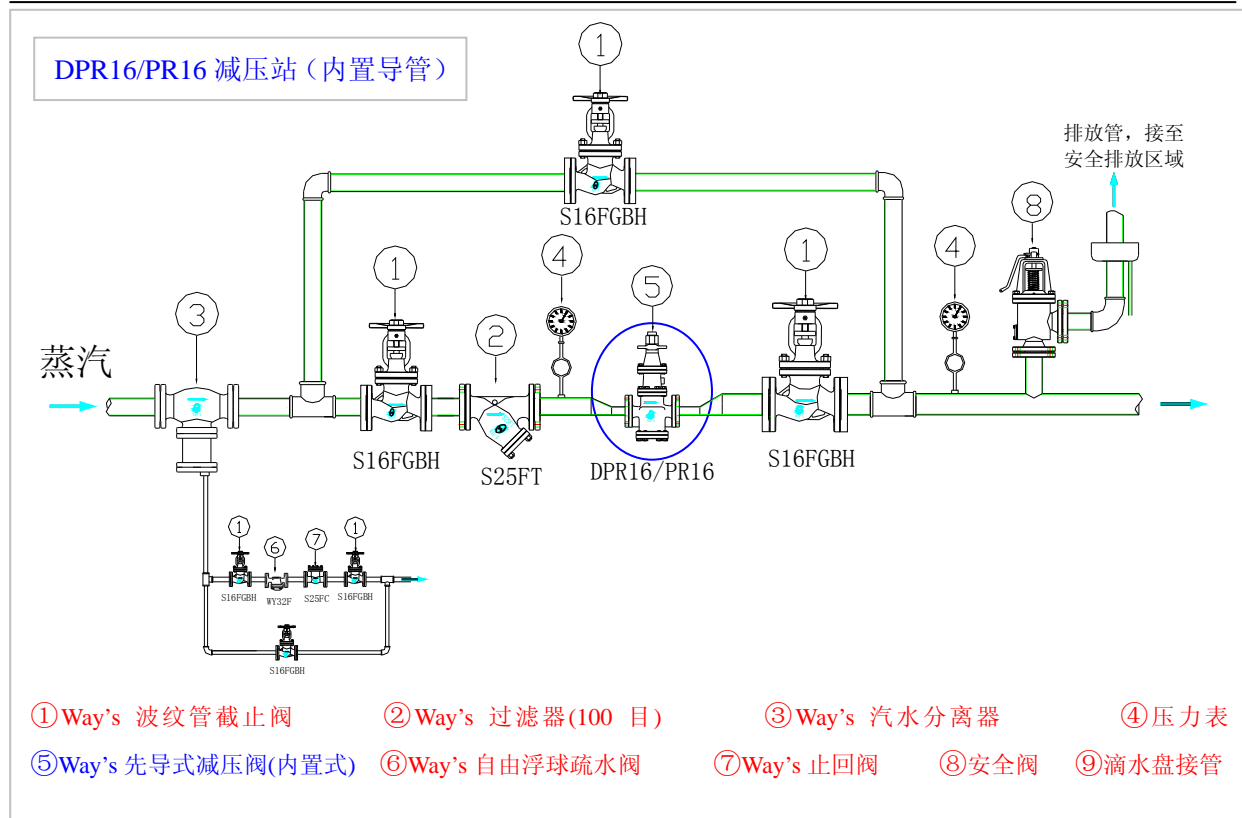 DPR16/PR16 减压站（内置导管）
①
排放管，接至
安全排放区域
⑧
S16FGBH
①
④
①
④
③
②
⑤
蒸汽
S16FGBH
S25FT
DPR16/PR16
S16FGBH
①
⑥
⑦
①
S16FGBH
WY32F
S25FC
S16FGBH
S16FGBH
①Way's 波纹管截止阀 ②Way's 过滤器(100 目) ③Way's 汽水分离器 ④压力表
⑤Way's 先导式减压阀(内置式) ⑥Way's 自由浮球疏水阀 ⑦Way's 止回阀 ⑧安全阀 ⑨滴水盘接管